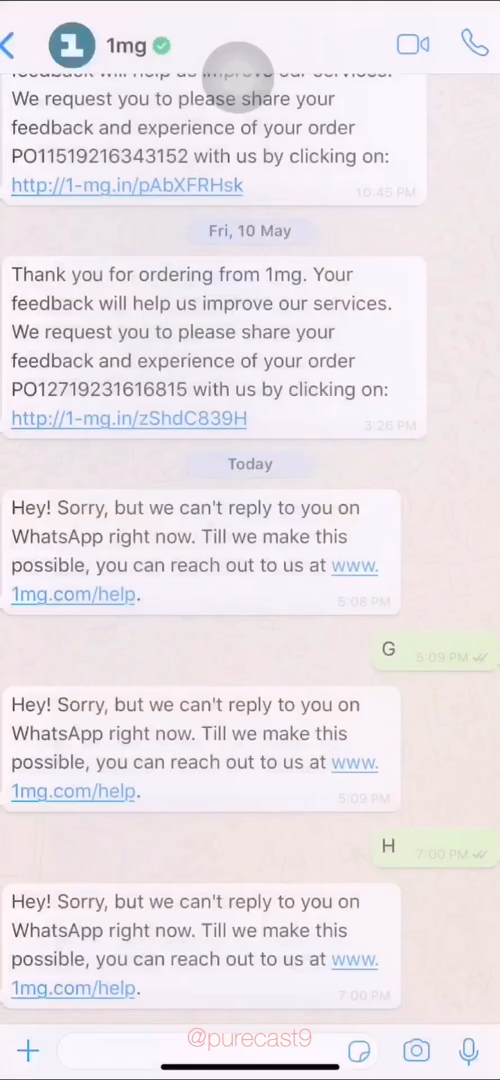 1mg
feedback will help us improve our services.
We request you to please share your
feedback and experience of your order
PO11519216343152 with us by clicking on:
http://1-mg.in/pAbXFRHsk
10:45 PM
Fri, 10 May
Thank you for ordering from 1mg. Your
feedback will help us improve our services.
We request you to please share your
feedback and experience of your order
PO12719231616815 with us by clicking on:
http://1-mg.in/zShdC839H
3:26 PM
Today
Hey! Sorry, but we can't reply to you on
WhatsApp right now. Till we make this
possible, you can reach out to us at www.
1mg.com/help.
5:08 PM
G
5:09 PM
Hey! Sorry, but we can't reply to you on
WhatsApp right now. Till we make this
possible, you can reach out to us at www.
1mg.com/help.
5:09 PM
H
7:00 PM
Hey! Sorry, but we can't reply to you on
WhatsApp right now. Till we make this
possible, you can reach out to us at www.
1mg.com/help.
7:00 PM
@purecast9